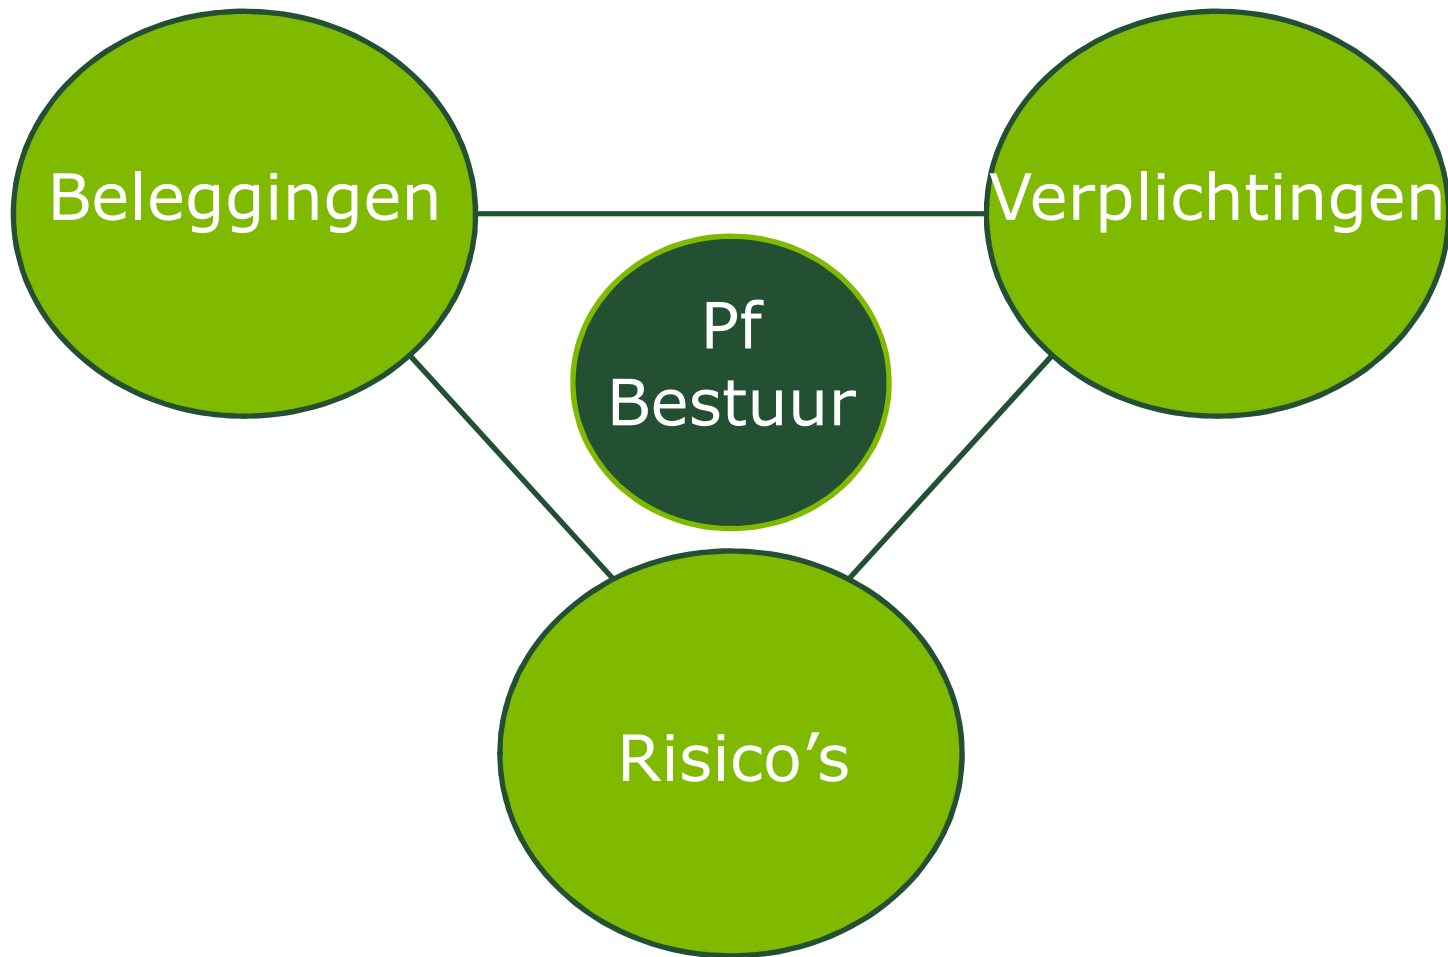 Beleggingen
Verplichtingen
Pf
Bestuur
Risico’s